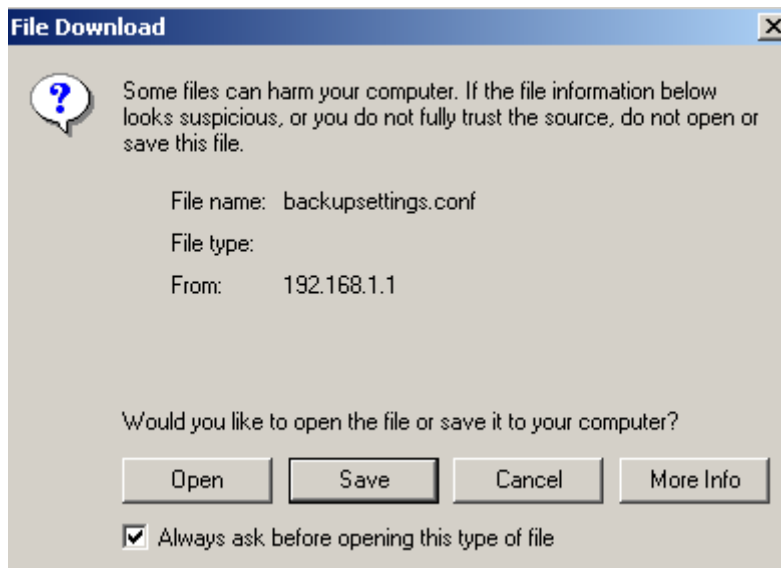 File Download
Some files can harm your computer. If the file information below
looks suspicious, or you do not fully trust the source, do not open or
save this file.
File name: backupsettings.conf
File type:
From: 192.168.1.1
Would you like to open the file or save it to your computer?
Open Save Cancel More Info
Always ask before opening this type of file